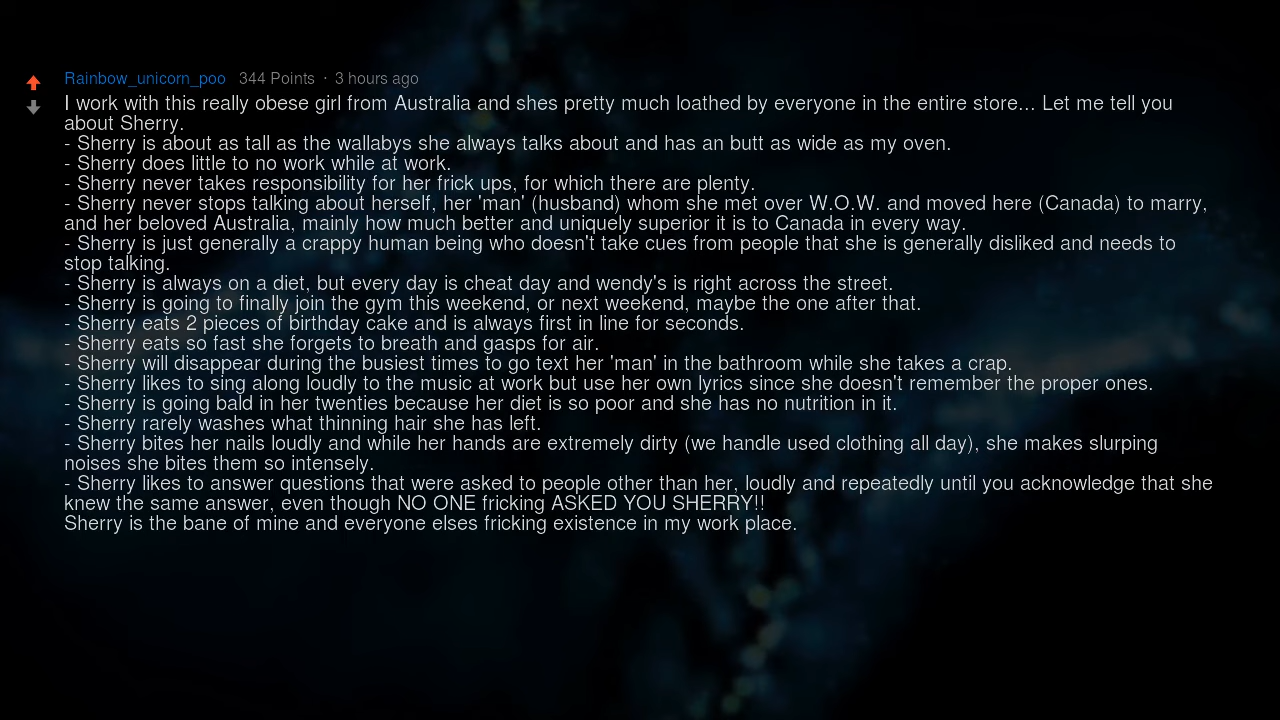 Rainbow_unicorn_poo 344 Points · 3 hours ago
I work with this really obese girl from Australia and shes pretty much loathed by everyone in the entire store... Let me tell you
about Sherry.
- Sherry is about as tall as the wallabys she always talks about and has an butt as wide as my oven.
- Sherry does little to no work while at work.
- Sherry never takes responsibility for her frick ups, for which there are plenty.
- Sherry never stops talking about herself, her 'man' (husband) whom she met over W.O.W. and moved here (Canada) to marry,
and her beloved Australia, mainly how much better and uniquely superior it is to Canada in every way.
- Sherry is just generally a crappy human being who doesn't take cues from people that she is generally disliked and needs to
stop talking.
- Sherry is always on a diet, but every day is cheat day and wendy's is right across the street.
- Sherry is going to finally join the gym this weekend, or next weekend, maybe the one after that.
- Sherry eats 2 pieces of birthday cake and is always first in line for seconds.
- Sherry eats so fast she forgets to breath and gasps for air.
- Sherry will disappear during the busiest times to go text her 'man' in the bathroom while she takes a crap.
- Sherry likes to sing along loudly to the music at work but use her own lyrics since she doesn't remember the proper ones.
- Sherry is going bald in her twenties because her diet is so poor and she has no nutrition in it.
- Sherry rarely washes what thinning hair she has left.
- Sherry bites her nails loudly and while her hands are extremely dirty (we handle used clothing all day), she makes slurping
noises she bites them so intensely.
- Sherry likes to answer questions that were asked to people other than her, loudly and repeatedly until you acknowledge that she
knew the same answer, even though NO ONE fricking ASKED YOU SHERRY!!
Sherry is the bane of mine and everyone elses fricking existence in my work place.